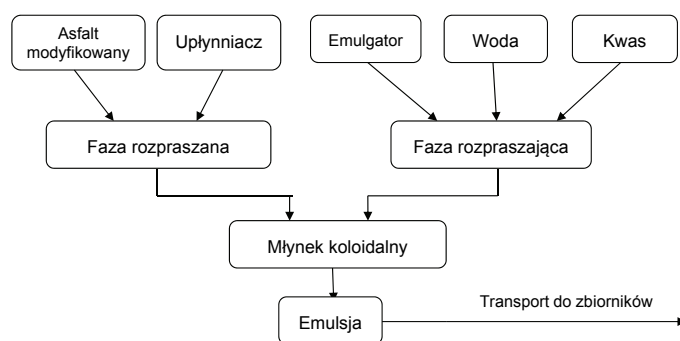 Asfalt
modyfikowany
Upłynniacz
Emulgator
Woda
Kwas
Faza rozpraszana
Faza rozpraszająca
Młynek koloidalny
Emulsja
Transport do zbiorników